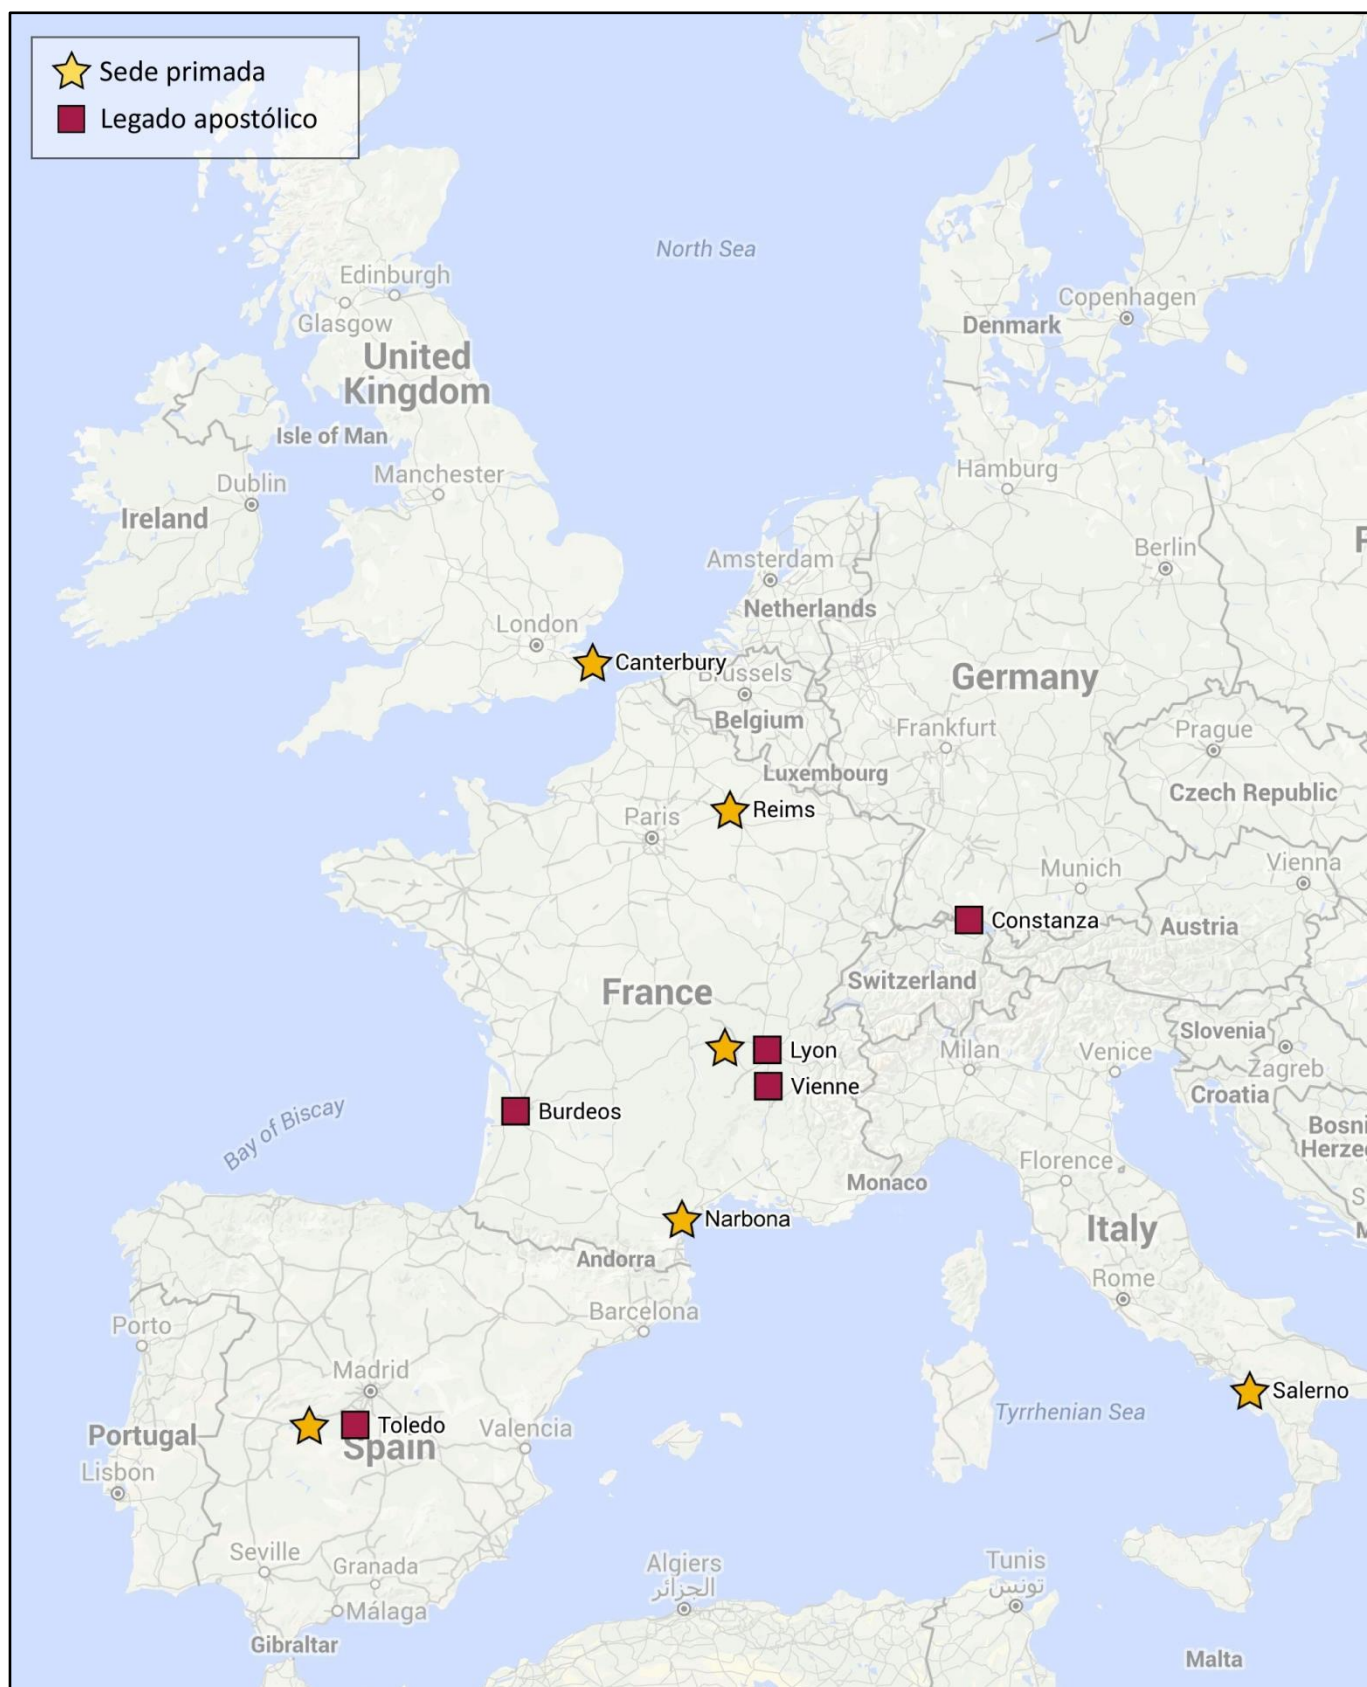 Sede primada
Legado apostólico
North Sea
Edinburgh
Glasgow
Copenhagen
Denmark
United
Kingdom
Isle of Man
Hamburg
Manchester
Dublin
Ireland
Berlin
Amsterdam
Netherlands
London
Canterbury
Brussels
Germany
Belgium
Frankfurt
Prague
Luxembourg
Czech Republic
Reims
Paris
Munich
Vienna
Constanza
Austria
Switzerland
France
Slovenia
Lyon
Milan
Venice
Zagreb
Vienne
Croatia
Burdeos
Bay of Biscay
Bosni
Herze
Florence
Monaco
Narbona
Italy
Andorra
Rome
Barcelona
Porto
Madrid
Salerno
Tyrrhenian Sea
Toledo
Valencia
Portugal
Spain
Lisbon
Seville
Granada
Algiers
الجزائر
Tunis
تونس
Málaga
Gibraltar
Malta